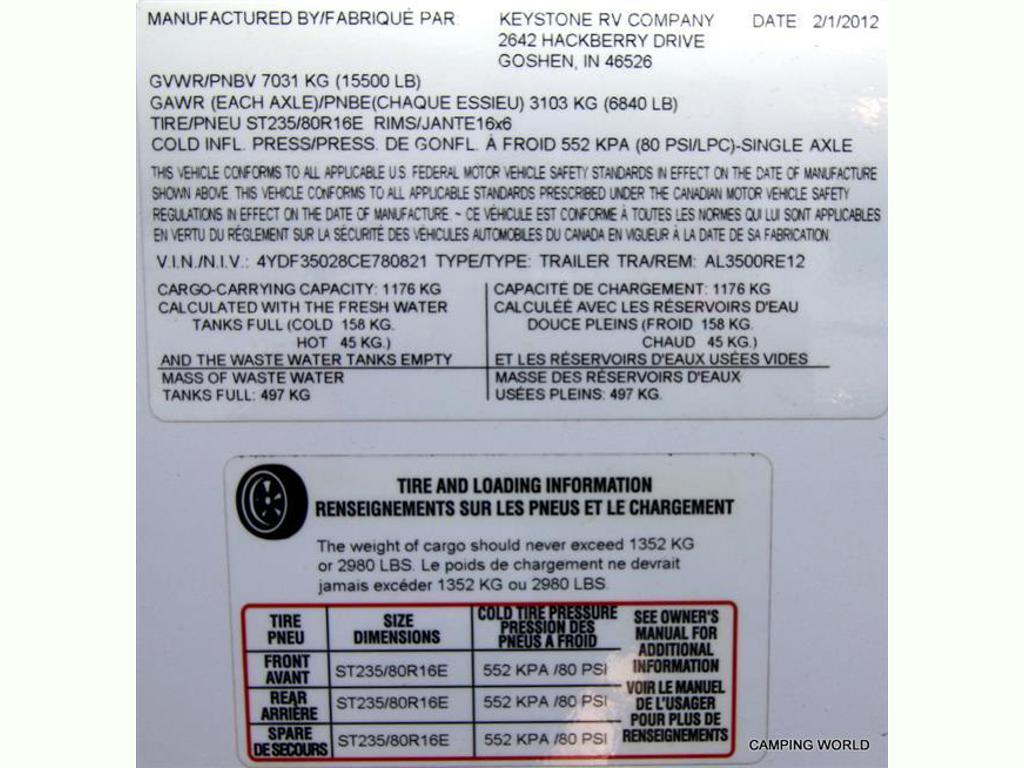 MANUFACTURED BY/FABRIQUÉ PAR: KEYSTONE RV COMPANY DATE 2/1/2012
2642 HACKBERRY DRIVE
GOSHEN, IN 46526
GVWR/PNBV 7031 KG (15500 LB)
GAWR (EACH AXLE)/PNBE(CHAQUE ESSIEU) 3103 KG (6840 LB)
TIRE/PNEU ST235/80R16E RIMS/JANTE16x6
COLD INFL. PRESS/PRESS. DE GONFL. À FROID 552 KPA (80 PSI/LPC)-SINGLE AXLE
THIS VEHICLE CONFORMS TO ALL APPLICABLE U.S. FEDERAL MOTOR VEHICLE SAFETY STANDARDS IN EFFECT ON THE DATE OF MANUFACTURE
SHOWN ABOVE. THIS VEHICLE CONFORMS TO ALL APPLICABLE STANDARDS PRESCRIBED UNDER THE CANADIAN MOTOR VEHICLE SAFETY
REGULATIONS IN EFFECT ON THE DATE OF MANUFACTURE. ~ CE VÉHICULE EST CONFORME À TOUTES LES NORMES QUI LUI SONT APPLICABLES
EN VERTU DU RÈGLEMENT SUR LA SÉCURITÉ DES VÉHICULES AUTOMOBILES DU CANADA EN VIGUEUR À LA DATE DE SA FABRICATION.
V.I.N./N.I.V.: 4YDF35028CE780821 TYPE/TYPE: TRAILER TRA/REM: AL3500RE12
CARGO-CARRYING CAPACITY: 1176 KG
CALCULATED WITH THE FRESH WATER
TANKS FULL (COLD 158 KG.
HOT 45 KG.)
AND THE WASTE WATER TANKS EMPTY
MASS OF WASTE WATER
TANKS FULL: 497 KG
CAPACITÉ DE CHARGEMENT: 1176 KG
CALCULÉE AVEC LES RÉSERVOIRS D'EAU
DOUCE PLEINS (FROID 158 KG.
CHAUD 45 KG.)
ET LES RÉSERVOIRS D'EAUX USÉES VIDES
MASSE DES RÉSERVOIRS D'EAUX
USÉES PLEINS: 497 KG.
TIRE AND LOADING INFORMATION
RENSEIGNEMENTS SUR LES PNEUS ET LE CHARGEMENT
The weight of cargo should never exceed 1352 KG
or 2980 LBS. Le poids de chargement ne devrait
jamais excéder 1352 KG ou 2980 LBS.
TIRE
PNEU
SIZE
DIMENSIONS
COLD TIRE PRESSURE
PRESSION DES
PNEUS A FROID
FRONT
AVANT
ST235/80R16E 552 KPA /80 PSI
REAR
ARRIÈRE
ST235/80R16E 552 KPA /80 PSI
SPARE
DE SECOURS
ST235/80R16E 552 KPA /80 PSI
SEE OWNER'S
MANUAL FOR
ADDITIONAL
INFORMATION
VOIR LE MANUEL
DE L'USAGER
POUR PLUS DE
RENSEIGNEMENTS
CAMPING WORLD